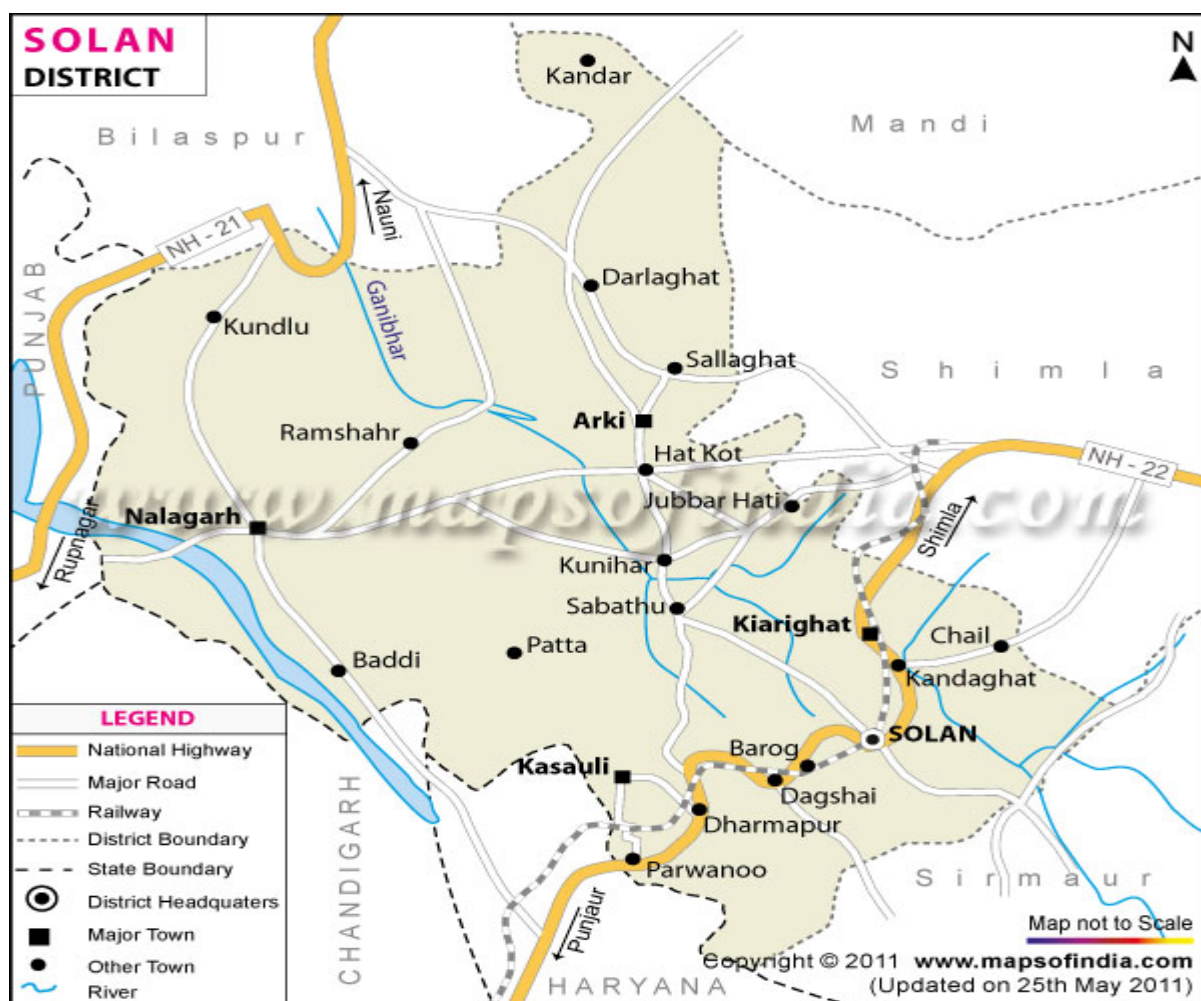 SOLAN
DISTRICT
N
Kandar
Bilaspur
Mandi
Nauni
NH - 21
PUNJAB
Darlaghat
Ganibhar
Kundlu
Sallaghat
Shimla
Arki
Ramshahr
Hat Kot
NH - 22
www.mapsofindia.com
Jubbar Hati
Nalagarh
Rupnagar
Shimla
Kunihar
Sabathu
Kiarighat
Chail
Patta
Baddi
Kandaghat
SOLAN
Barog
Kasauli
Dagshai
Dharmapur
Parwanoo
CHANDIGARH
Sirmaur
Punjaur
HARYANA
LEGEND
National Highway
Major Road
Railway
District Boundary
State Boundary
District Headquaters
Major Town
Other Town
River
Map not to Scale
Copyright © 2011 www.mapsofindia.com
(Updated on 25th May 2011)